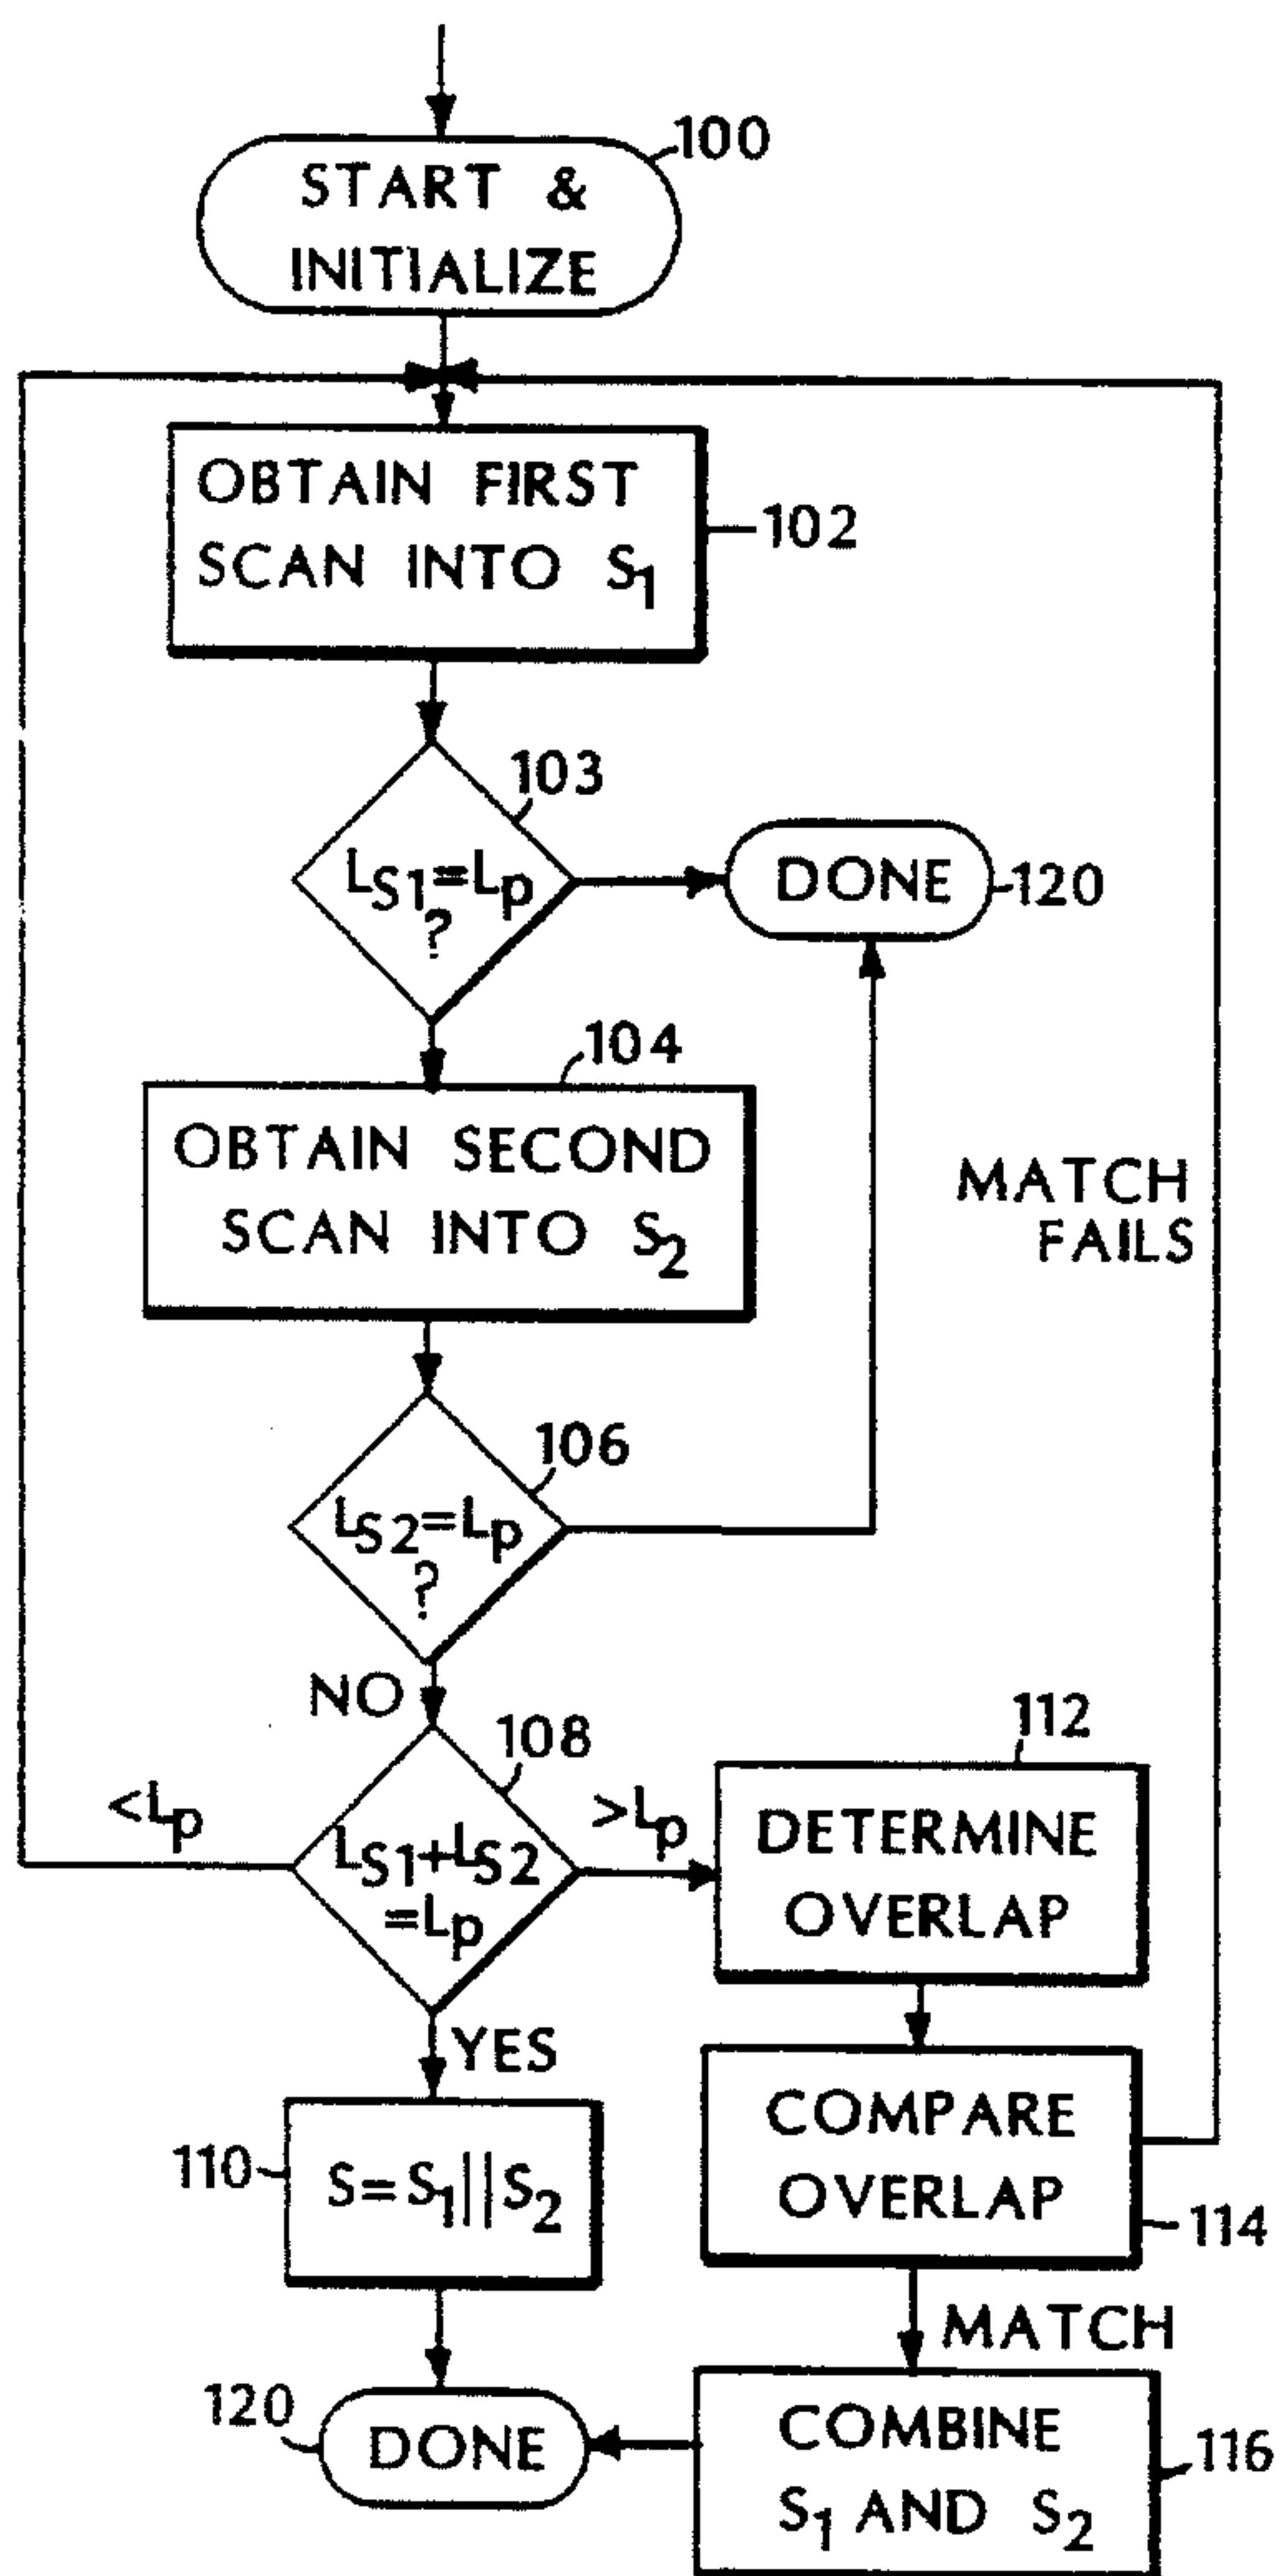 100
START &
INITIALIZE
OBTAIN FIRST
SCAN INTO S1
102
103
LS1=Lp
?
DONE
120
104
OBTAIN SECOND
SCAN INTO S2
MATCH
FAILS
106
LS2=Lp
?
NO
108
<Lp
LS1+LS2
=Lp
>Lp
112
DETERMINE
OVERLAP
YES
COMPARE
OVERLAP
114
110
S=S1||S2
MATCH
120
DONE
COMBINE
S1 AND S2
116